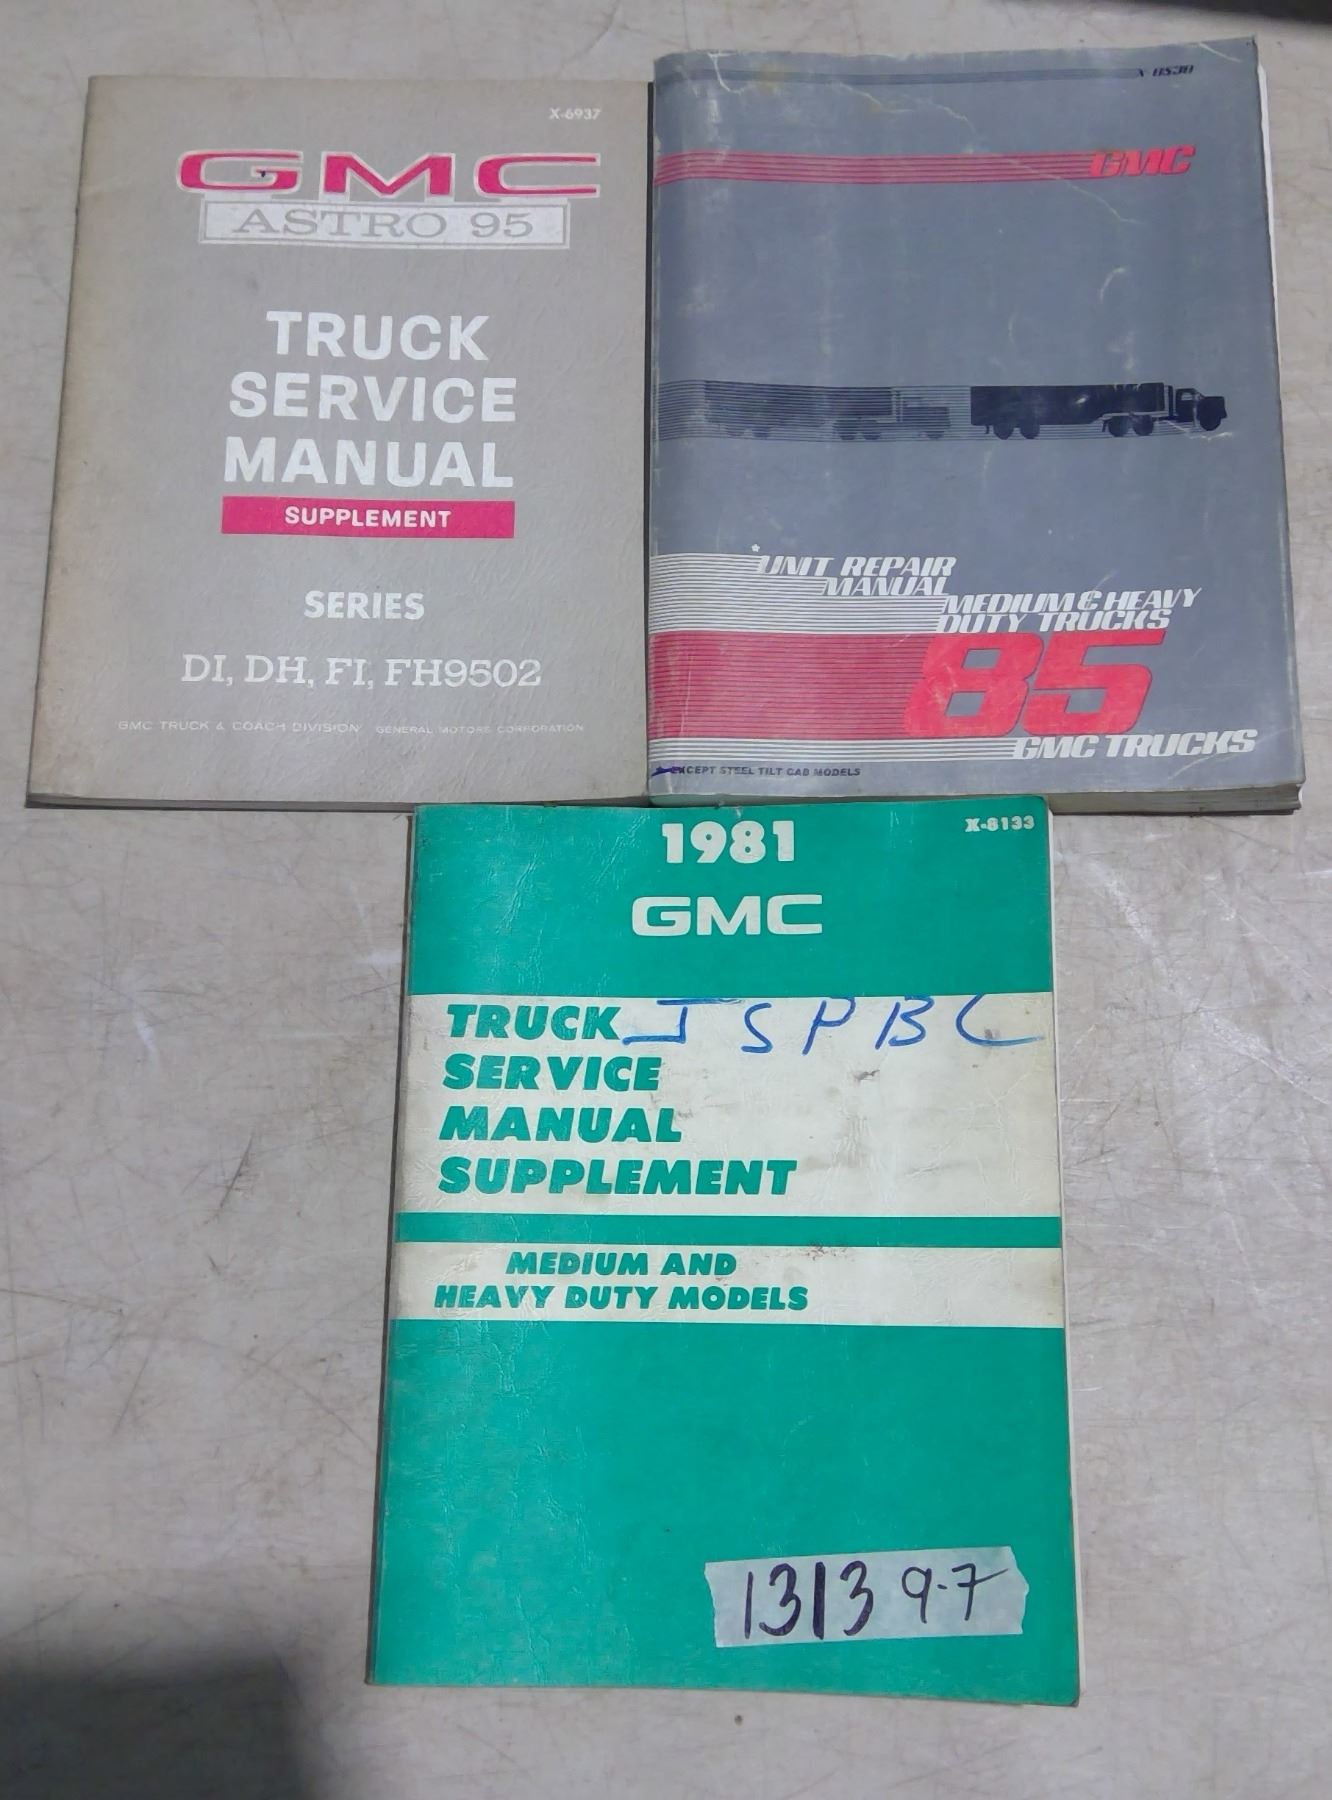 X-6937
GMC
ASTRO 95
TRUCK
SERVICE
MANUAL
SUPPLEMENT
SERIES
DI, DH, FI, FH9502
GMC TRUCK & COACH DIVISION GENERAL MOTORS CORPORATION
GMC
*UNIT REPAIR
MANUAL
MEDIUM & HEAVY
DUTY TRUCKS
85
GMC TRUCKS
EXCEPT STEEL TILT CAB MODELS
1981
X-8133
GMC
TRUCK J S P B C
SERVICE
MANUAL
SUPPLEMENT
MEDIUM AND
HEAVY DUTY MODELS
1313 9-7